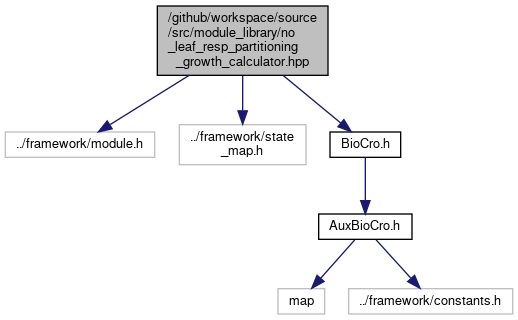 /github/workspace/source
/src/module_library/no
_leaf_resp_partitioning
_growth_calculator.hpp
../framework/module.h
../framework/state
_map.h
BioCro.h
AuxBioCro.h
map
../framework/constants.h